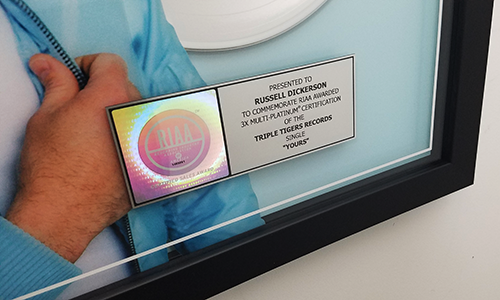 RIAA
PRESENTED TO
RUSSELL DICKERSON
TO COMMEMORATE RIAA AWARDED
3X MULTI-PLATINUM® CERTIFICATION
OF THE
TRIPLE TIGERS RECORDS
SINGLE
"YOURS"